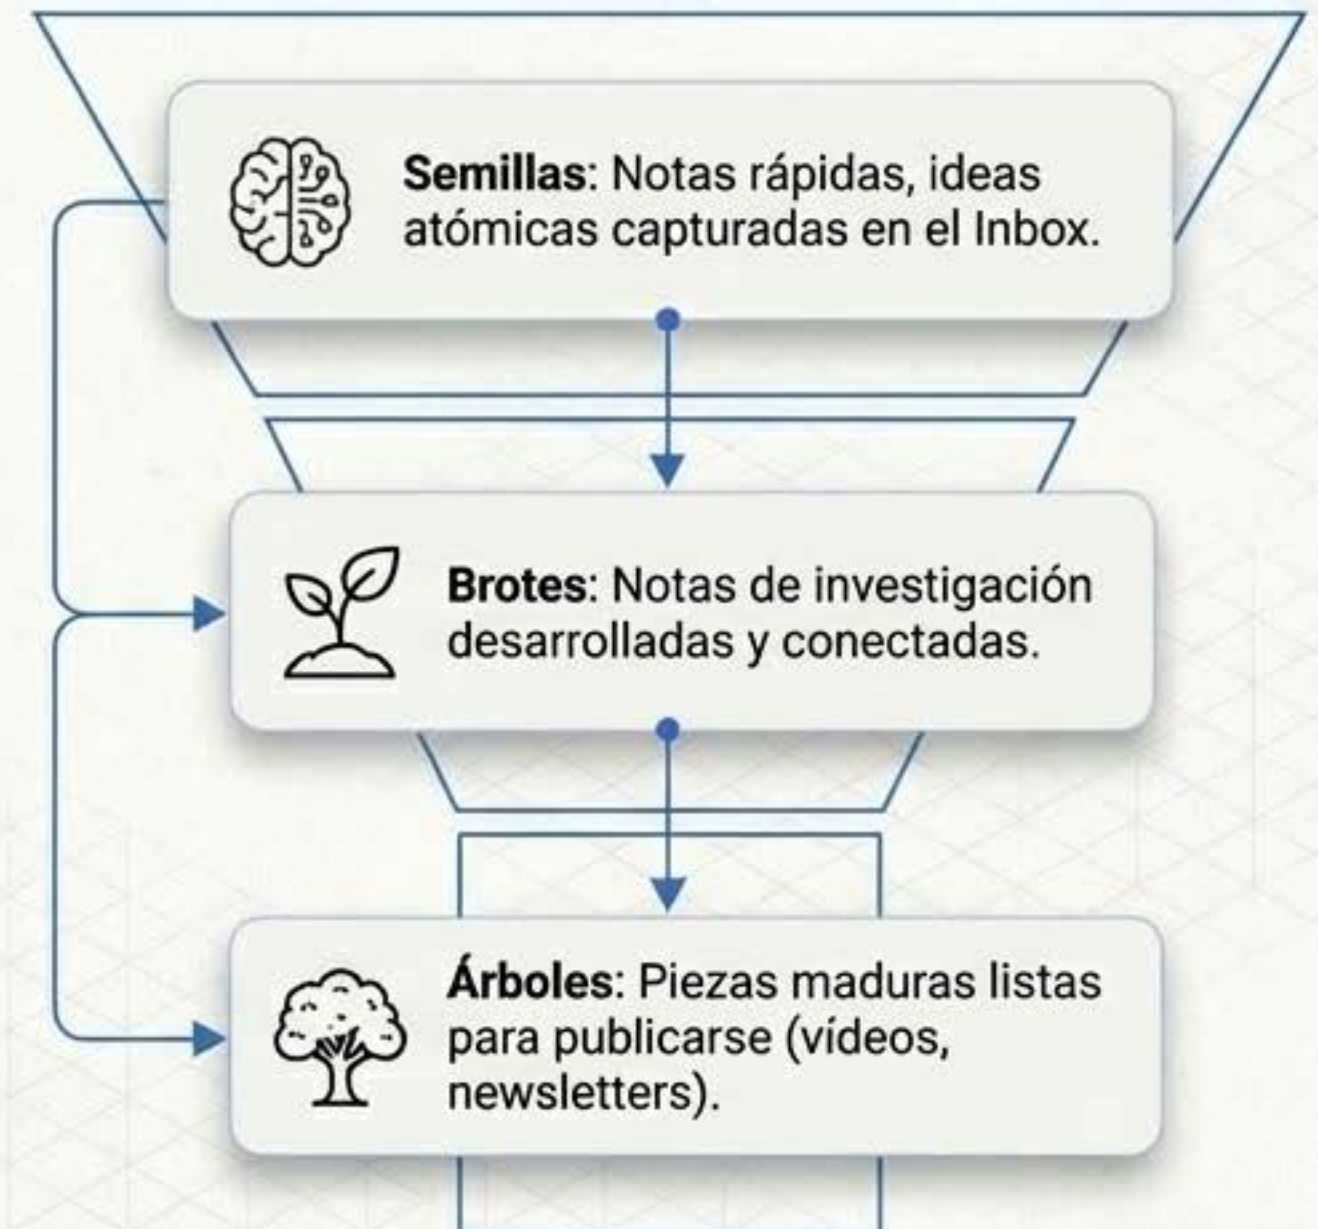 Semillas: Notas rápidas, ideas
atómicas capturadas en el Inbox.
Brotes: Notas de investigación
desarrolladas y conectadas.
Árboles: Piezas maduras listas
para publicarse (vídeos,
newsletters).